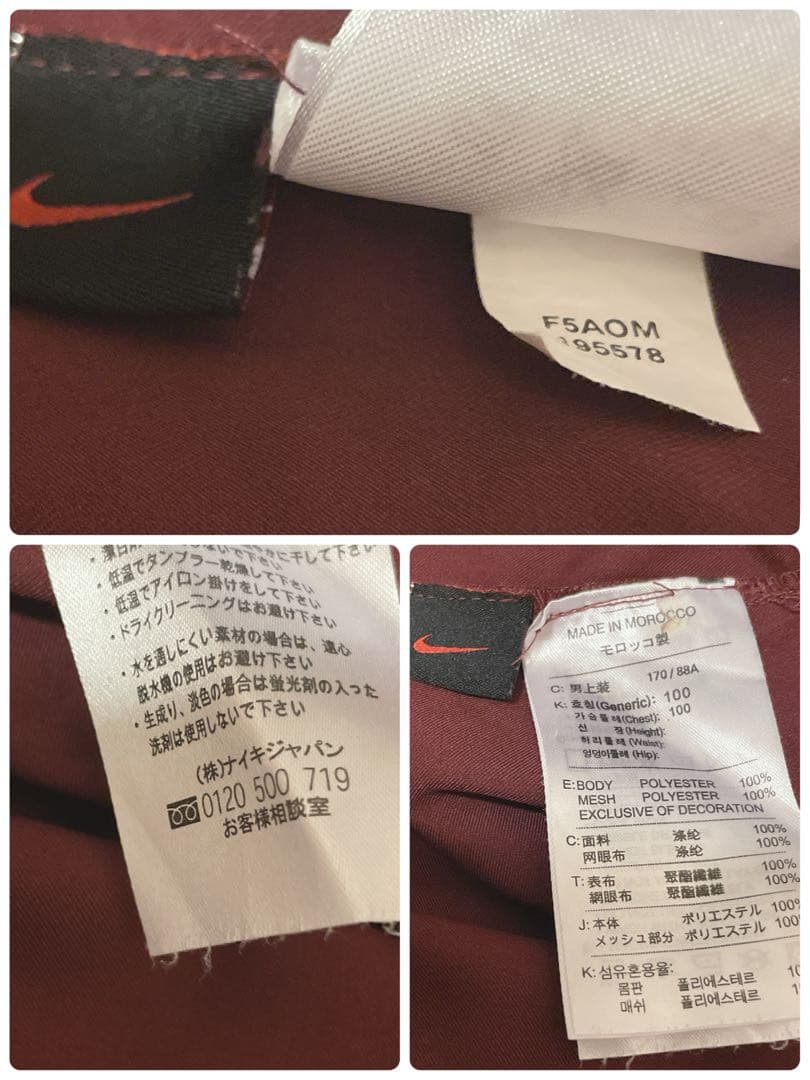 F5AOM
195578
干して下さい
・低温でタンブラー乾燥して下さい
・低温でアイロン掛けをして下さい
・ドライクリーニングはお避け下さい
・水を通しにくい素材の場合は、遠心
脱水機の使用はお避け下さい
・生成り、淡色の場合は蛍光剤の入った
洗剤は使用しないで下さい
(株)ナイキジャパン
0120 500 719
お客様相談室
MADE IN MOROCCO
モロッコ製
170/88A
C: 男上装
K: 호칭(Generic): 100
가슴둘레(Chest): 100
신 장(Height):
허리둘레(Waist):
엉덩이둘레(Hip):
E:BODY POLYESTER 100%
MESH POLYESTER 100%
EXCLUSIVE OF DECORATION
C:面料 涤纶 100%
网眼布 涤纶 100%
T:表布 聚酯纖維 100%
網眼布 聚酯纖維 100%
J:本体 ポリエステル 100%
メッシュ部分 ポリエステル 100
K:섬유혼용율:
몸판 폴리에스테르 10
매쉬 폴리에스테르 1